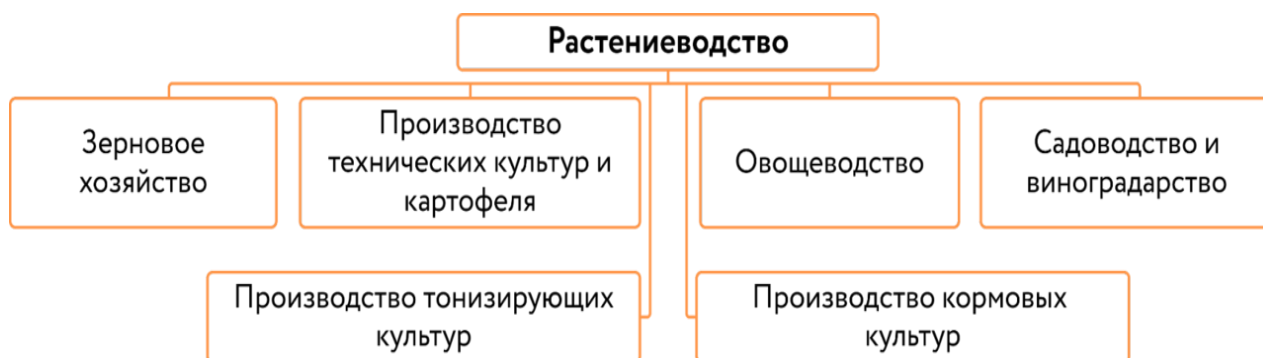 Растениеводство
Зерновое
хозяйство
Производство
технических культур и
картофеля
Овощеводство
Садоводство и
виноградарство
Производство тонизирующих
культур
Производство кормовых
культур